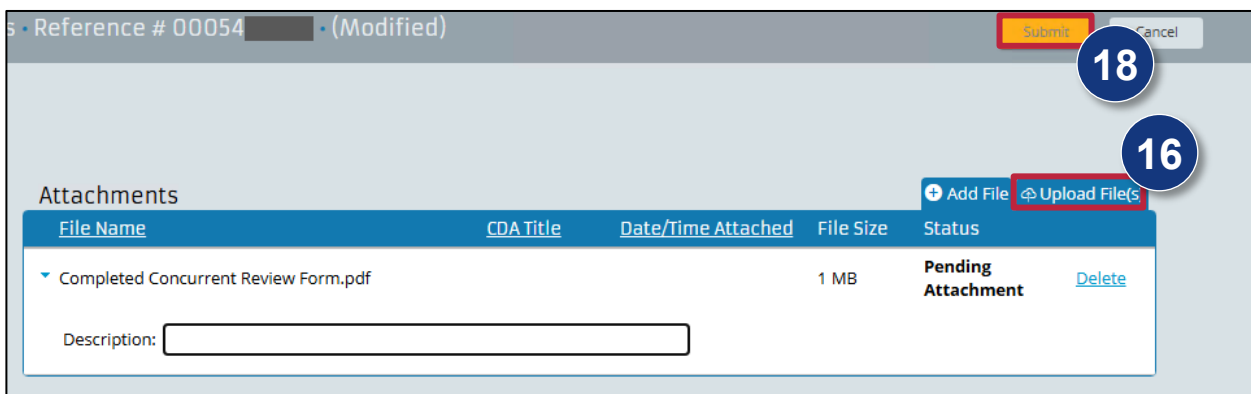 s • Reference # 00054 • (Modified)
Submit
Cancel
18
16
Attachments
Add File
Upload File(s
File Name CDA Title Date/Time Attached File Size Status
Completed Concurrent Review Form.pdf 1 MB Pending Attachment Delete
Description: